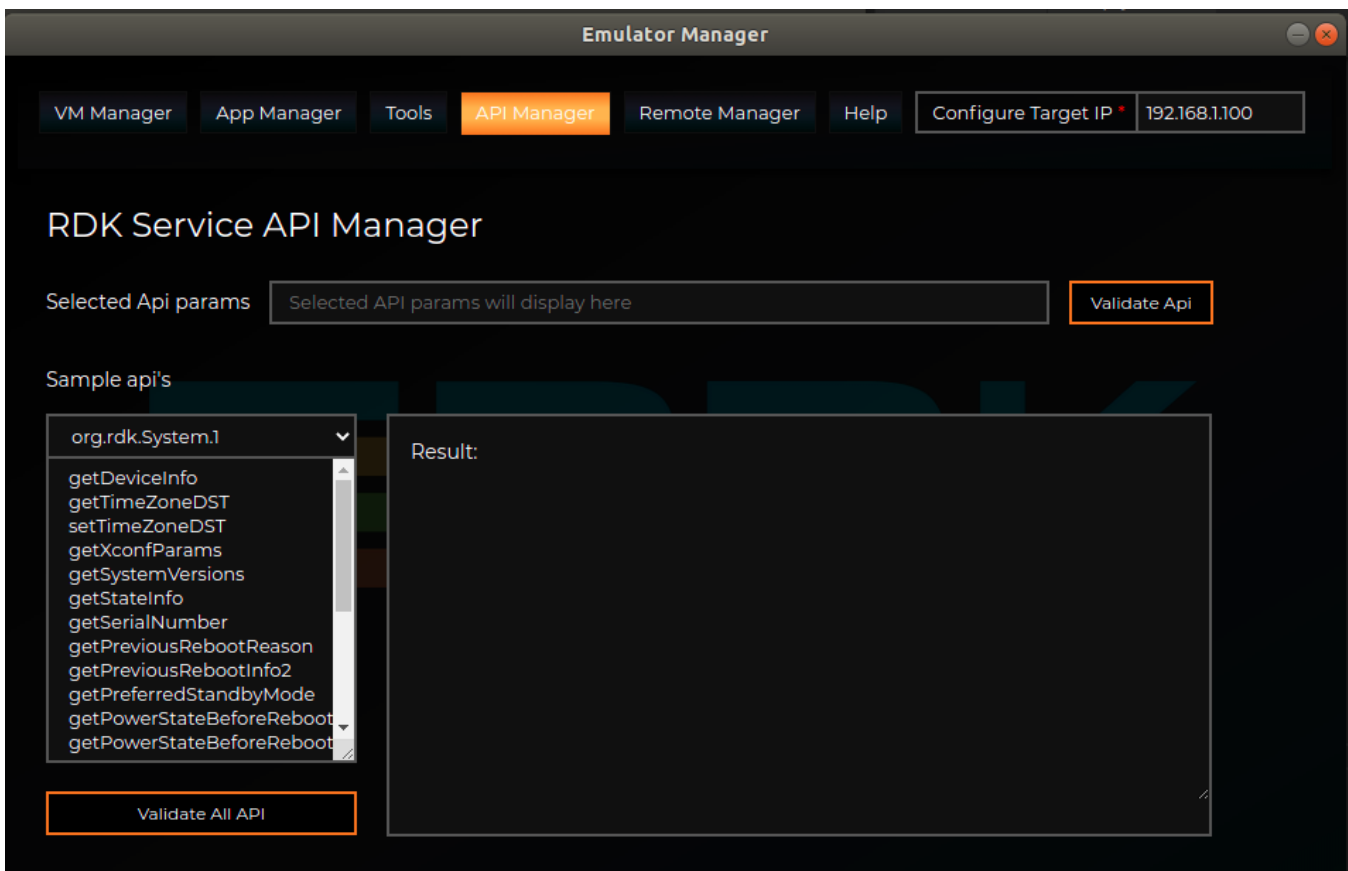 Emulator Manager
VM Manager App Manager Tools API Manager Remote Manager Help Configure Target IP * 192.168.1.100
RDK Service API Manager
Selected Api params Selected API params will display here Validate Api
Sample api's
org.rdk.System.1
Result:
getDeviceInfo
getTimeZoneDST
setTimeZoneDST
getXconfParams
getSystemVersions
getStateInfo
getSerialNumber
getPreviousRebootReason
getPreviousRebootInfo2
getPreferredStandbyMode
getPowerStateBeforeReboot
getPowerStateBeforeReboot
Validate All API